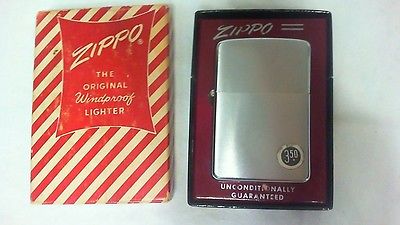 ZIPPO®
THE
ORIGINAL
Windproof
LIGHTER
ZIPPO
3.50
UNCONDITIONALLY
GUARANTEED